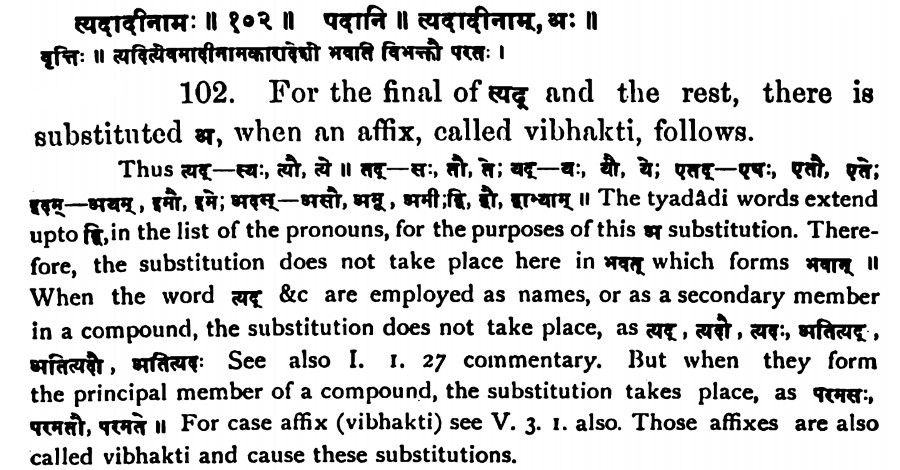 त्यदादीनामः ॥ १०२ ॥ पदानि ॥ त्यदादीनाम्, अः ॥
वृत्तिः ॥ त्यदित्येवमादीनामकारादेशो भवति विभक्तौ परतः ।
102. For the final of त्यद् and the rest, there is
substituted अ, when an affix, called vibhakti, follows.
Thus त्यद्—स्यः, त्यौ, त्ये ॥ तद्—सः, तौ, ते; यद्—यः, यौ, ये; एतद्—एषः, एतौ, एते;
इदम्—अयम्, इमौ, इमे; अदस्—असौ, अमू, अमी;द्वि, द्वौ, द्वाभ्याम् ॥ The tyadâdi words extend
upto द्वि,in the list of the pronouns, for the purposes of this अ substitution. There-
fore, the substitution does not take place here in भवत् which forms भवान् ॥
When the word त्यद् &c are employed as names, or as a secondary member
in a compound, the substitution does not take place, as त्यद्, त्यदौ, त्यदः, अतित्यद्,
अतित्यदौ, अतित्यदः See also I. 1. 27 commentary. But when they form
the principal member of a compound, the substitution takes place, as परमसः,
परमतौ, परमते ॥ For case affix (vibhakti) see V. 3. 1. also. Those affixes are also
called vibhakti and cause these substitutions.